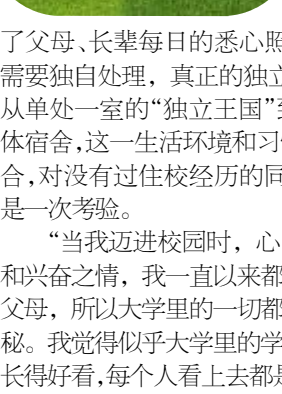 了父母、长辈每日的悉心照
需要独自处理，真正的独立
从单处一室的“独立王国”到
体宿舍，这一生活环境和习
合，对没有过住校经历的同
是一次考验。
“当我迈进校园时，心
和兴奋之情，我一直以来都
父母，所以大学里的一切都
秘。我觉得似乎大学里的学
长得好看，每个人看上去都是